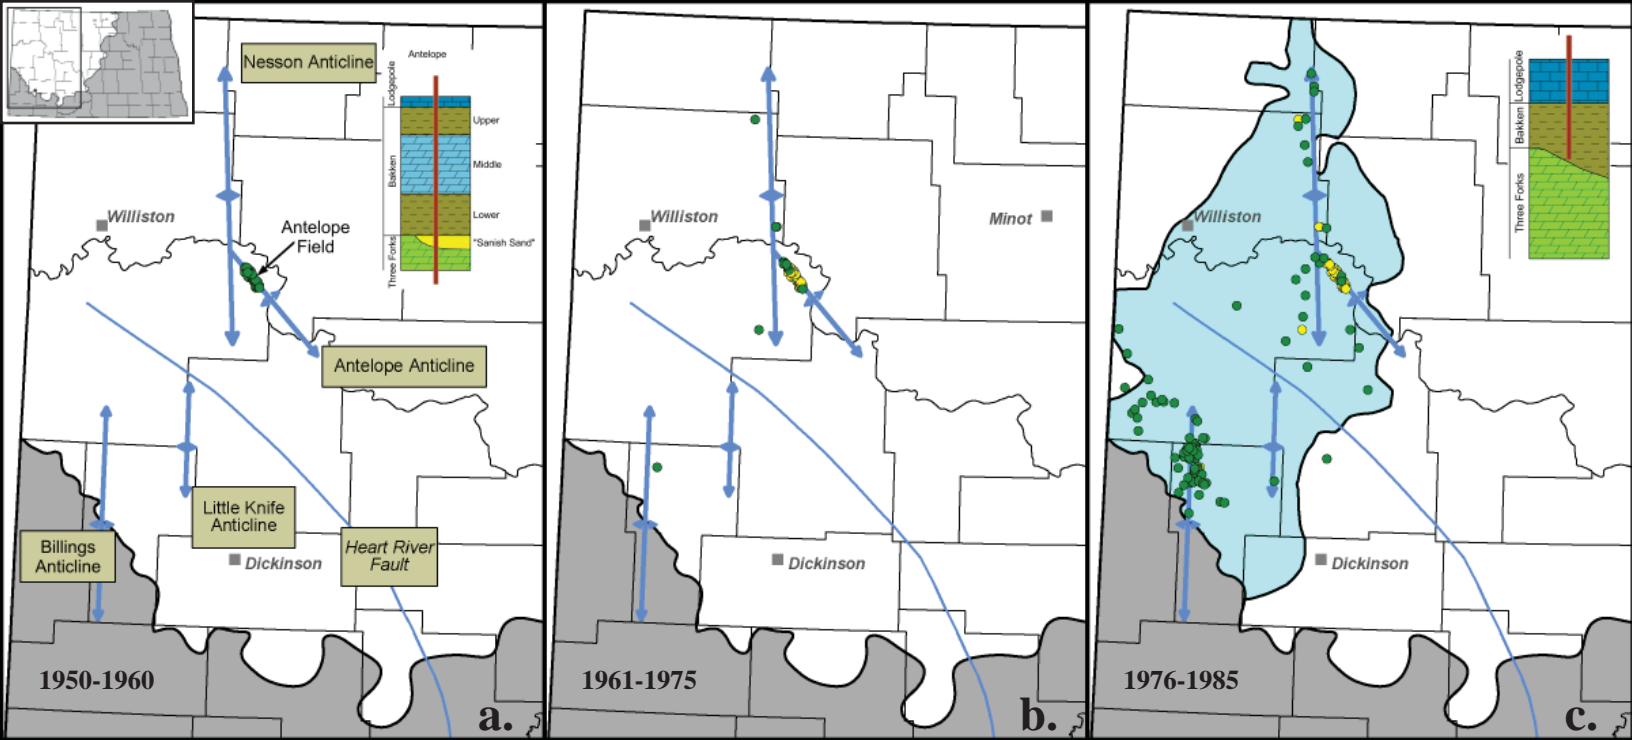 Nesson Anticline
Antelope
Lodgepole
Bakken
Three Forks
Upper
Middle
Lower
"Sanish Sand"
Williston
Antelope
Field
Antelope Anticline
Little Knife
Anticline
Billings
Anticline
Heart River
Fault
Dickinson
1950-1960
a.
Williston
Minot
Dickinson
1961-1975
b.
Lodgepole
Bakken
Three Forks
Williston
Dickinson
1976-1985
c.